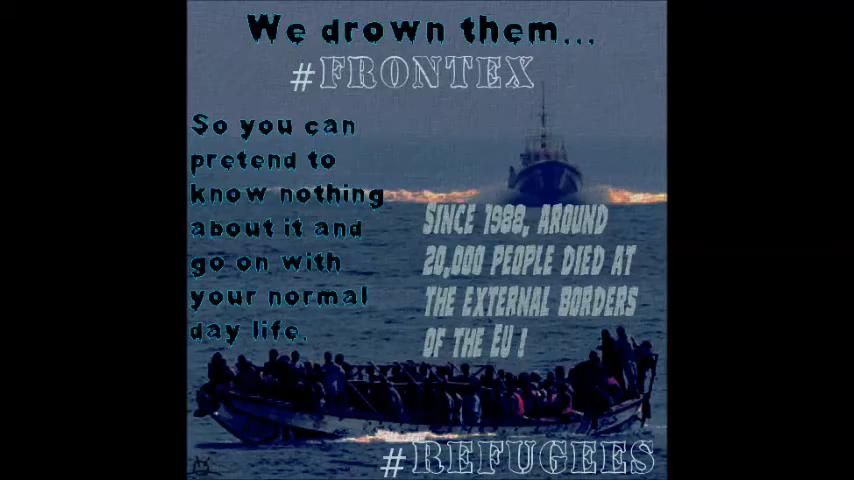 We drown them...
#FRONTEX
So you can
pretend to
know nothing
about it and
go on with
your normal
day life.
SINCE 1988, AROUND
20,000 PEOPLE DIED AT
THE EXTERNAL BORDERS
OF THE EU !
#REFUGEES